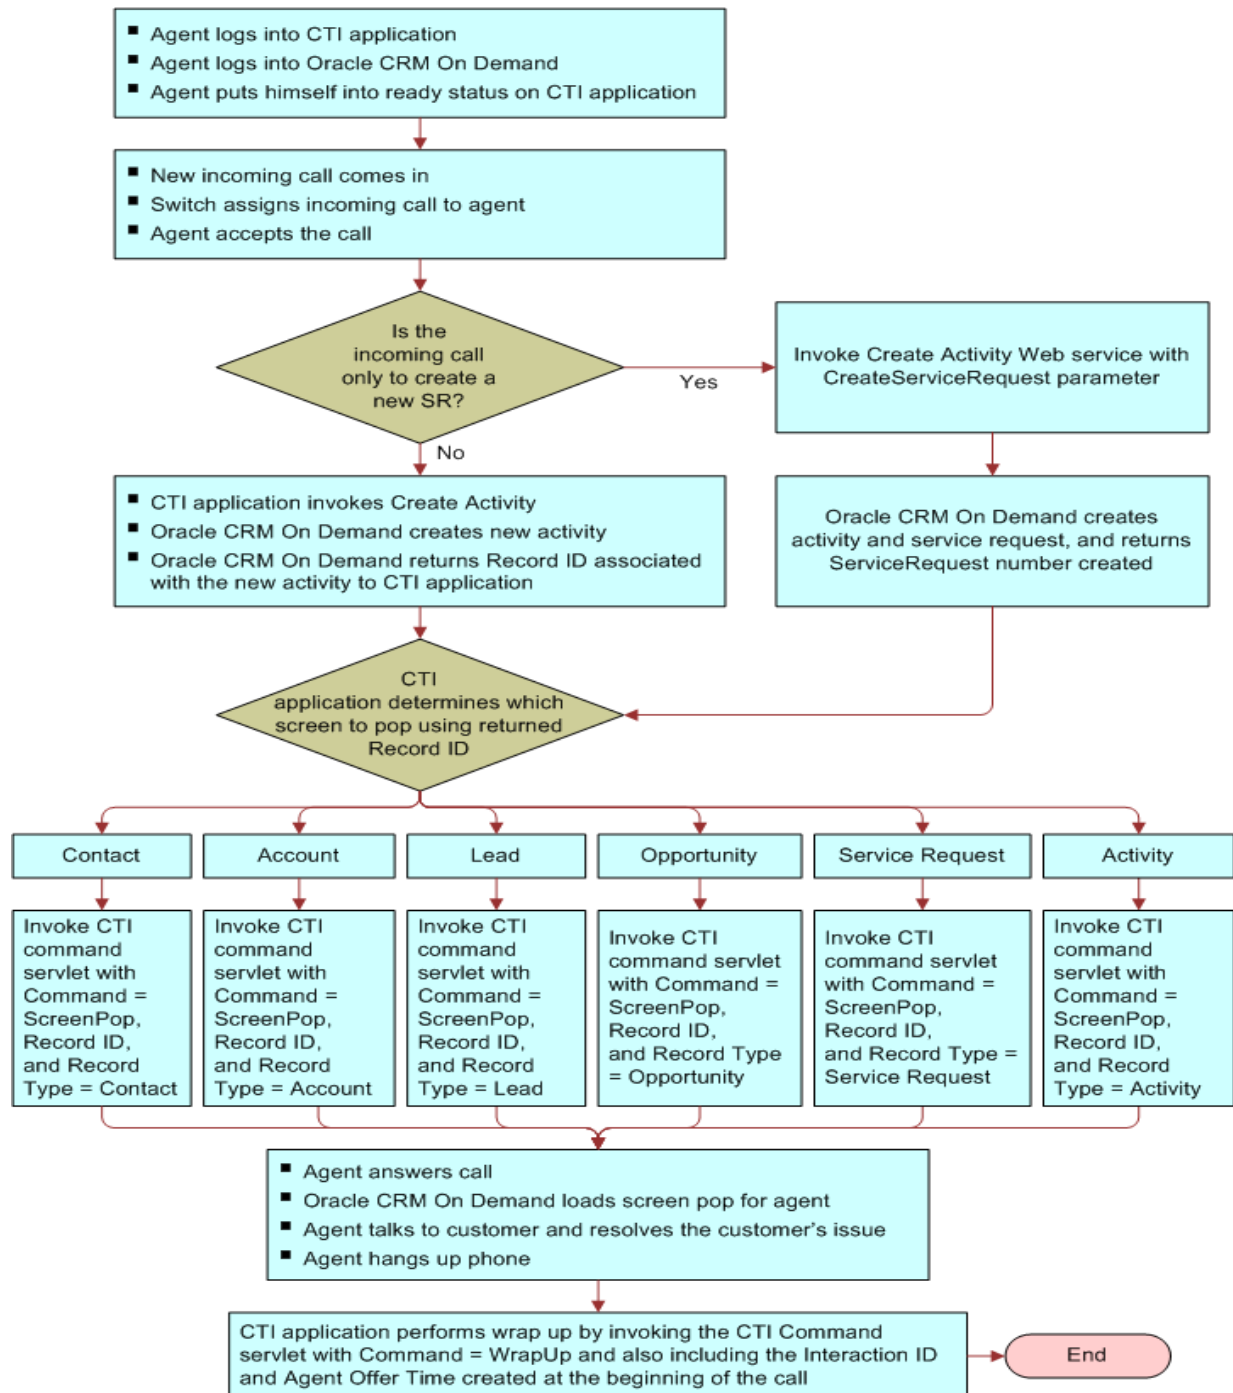 ▪ Agent logs into CTI application
▪ Agent logs into Oracle CRM On Demand
▪ Agent puts himself into ready status on CTI application
▪ New incoming call comes in
▪ Switch assigns incoming call to agent
▪ Agent accepts the call
Is the
incoming call
only to create a
new SR?
Yes
Invoke Create Activity Web service with
CreateServiceRequest parameter
No
▪ CTI application invokes Create Activity
▪ Oracle CRM On Demand creates new activity
▪ Oracle CRM On Demand returns Record ID associated
with the new activity to CTI application
Oracle CRM On Demand creates
activity and service request, and returns
ServiceRequest number created
CTI
application determines which
screen to pop using returned
Record ID
Contact
Account
Lead
Opportunity
Service Request
Activity
Invoke CTI
command
servlet with
Command =
ScreenPop,
Record ID,
and Record
Type = Contact
Invoke CTI
command
servlet with
Command =
ScreenPop,
Record ID,
and Record
Type = Account
Invoke CTI
command
servlet with
Command =
ScreenPop,
Record ID,
and Record
Type = Lead
Invoke CTI
command servlet
with Command =
ScreenPop,
Record ID,
and Record Type
= Opportunity
Invoke CTI
command servlet
with Command =
ScreenPop,
Record ID,
and Record Type =
Service Request
Invoke CTI
command
servlet with
Command =
ScreenPop,
Record ID,
and Record
Type = Activity
▪ Agent answers call
▪ Oracle CRM On Demand loads screen pop for agent
▪ Agent talks to customer and resolves the customer's issue
▪ Agent hangs up phone
CTI application performs wrap up by invoking the CTI Command
servlet with Command = WrapUp and also including the Interaction ID
and Agent Offer Time created at the beginning of the call
End